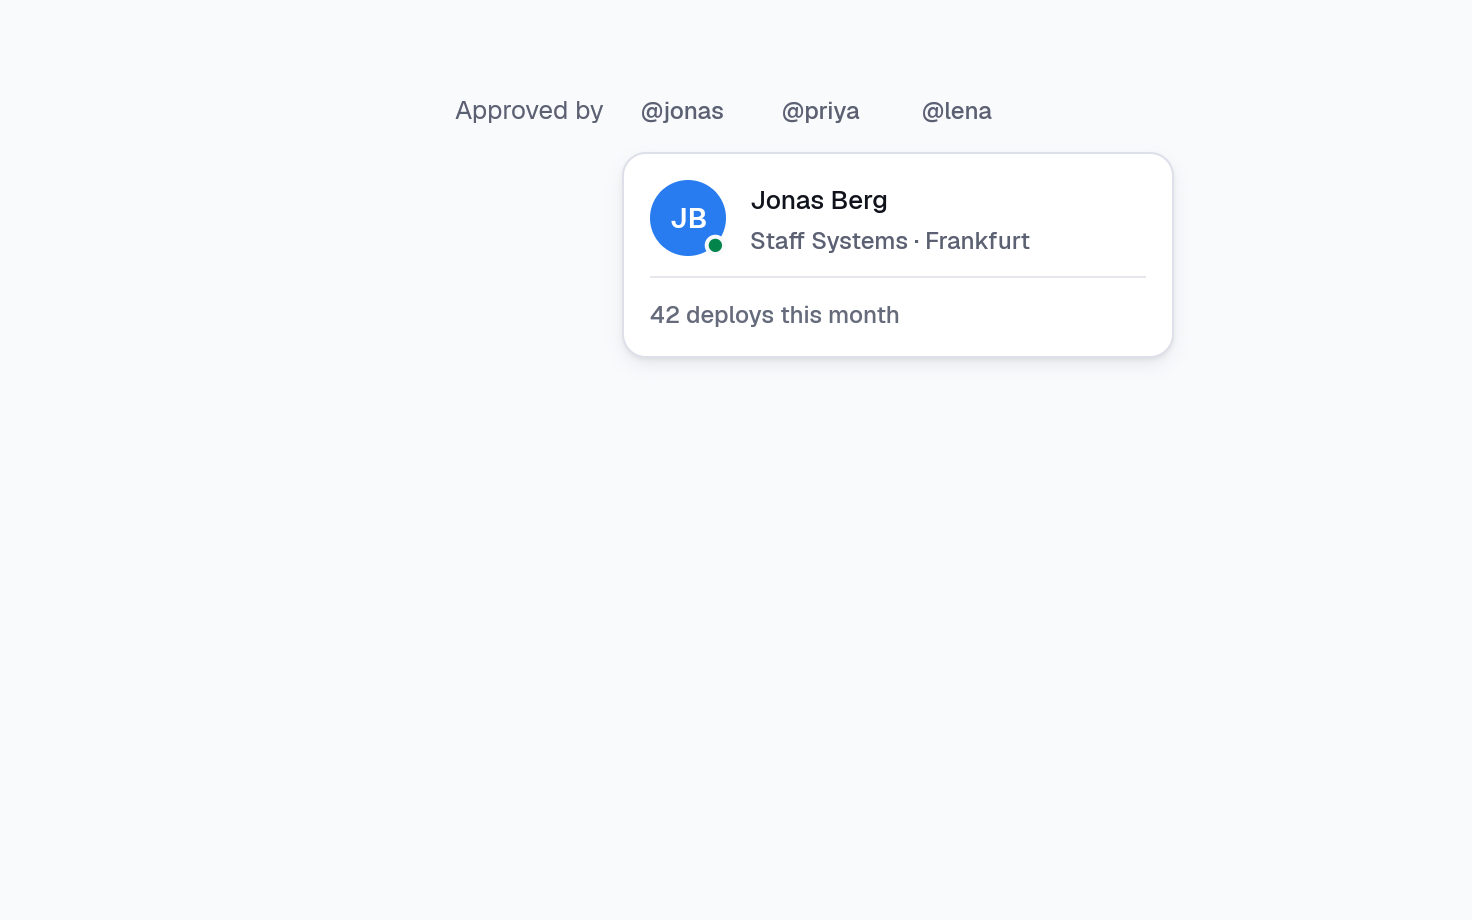 Approved by @jonas @priya @lena
JB
Jonas Berg
Staff Systems · Frankfurt
42 deploys this month